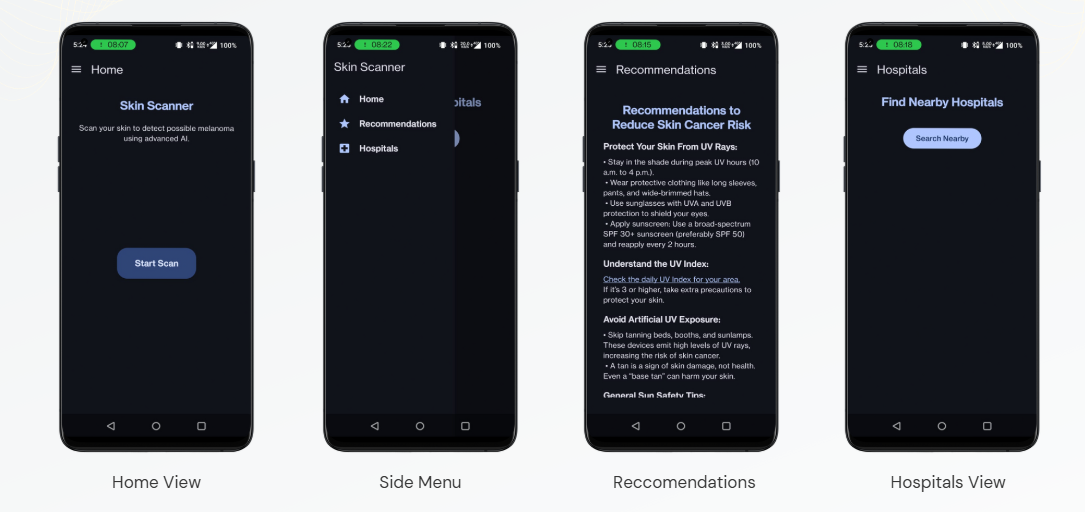 5:24 08:07 100%
Home
Skin Scanner
Scan your skin to detect possible melanoma
using advanced AI.
Start Scan
Home View
08:22 100%
Skin Scanner
Home
Recommendations
Hospitals
pitals
Side Menu
08:15 100%
Recommendations
Recommendations to
Reduce Skin Cancer Risk
Protect Your Skin From UV Rays:
• Stay in the shade during peak UV hours (10
a.m. to 4 p.m.).
• Wear protective clothing like long sleeves,
pants, and wide-brimmed hats.
• Use sunglasses with UVA and UVB
protection to shield your eyes.
• Apply sunscreen: Use a broad-spectrum
SPF 30+ sunscreen (preferably SPF 50)
and reapply every 2 hours.
Understand the UV Index:
Check the daily UV Index for your area.
If it's 3 or higher, take extra precautions to
protect your skin.
Avoid Artificial UV Exposure:
• Skip tanning beds, booths, and sunlamps.
These devices emit high levels of UV rays,
increasing the risk of skin cancer.
• A tan is a sign of skin damage, not health.
Even a "base tan" can harm your skin.
General Sun Safety Tips:
Reccomendations
08:18 100%
Hospitals
Find Nearby Hospitals
Search Nearby
Hospitals View